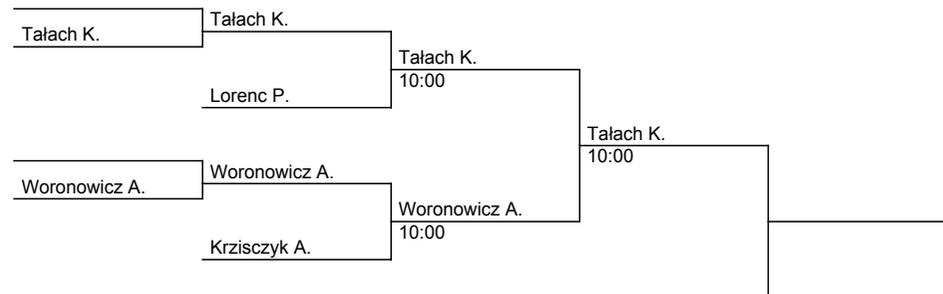 Tałach K.
Tałach K.
Tałach K.
10:00
Lorenc P.
Tałach K.
10:00
Woronowicz A.
Woronowicz A.
Woronowicz A.
10:00
Krzisczyk A.